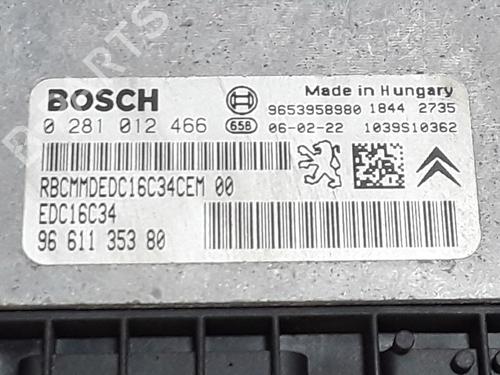 BOSCH
Made in Hungary
9653958980 1844 2735
0 281 012 466
658 06-02-22 1039S10362
RBCMMDEDC16C34CEM 00
EDC16C34
96 611 353 80
PARTS